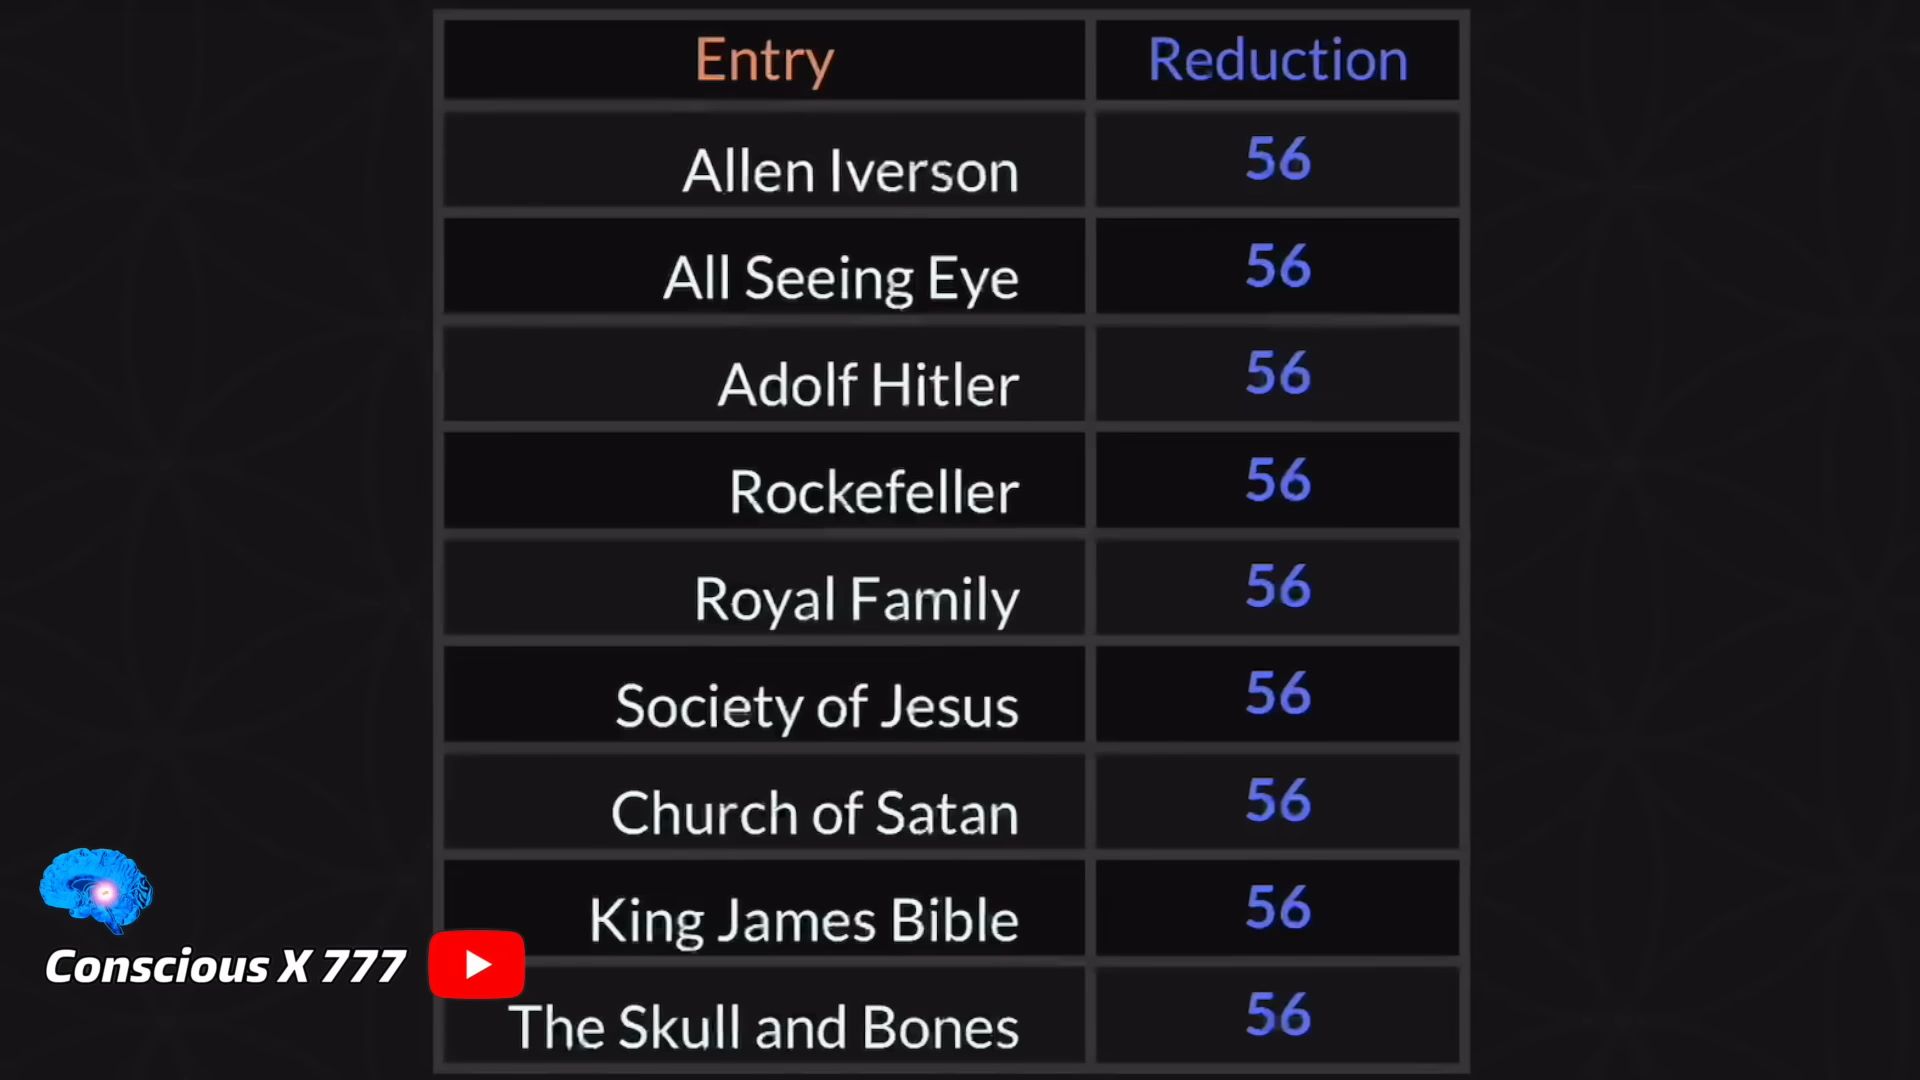 Entry Reduction
Allen Iverson 56
All Seeing Eye 56
Adolf Hitler 56
Rockefeller 56
Royal Family 56
Society of Jesus 56
Church of Satan 56
King James Bible 56
Conscious X 777
The Skull and Bones 56